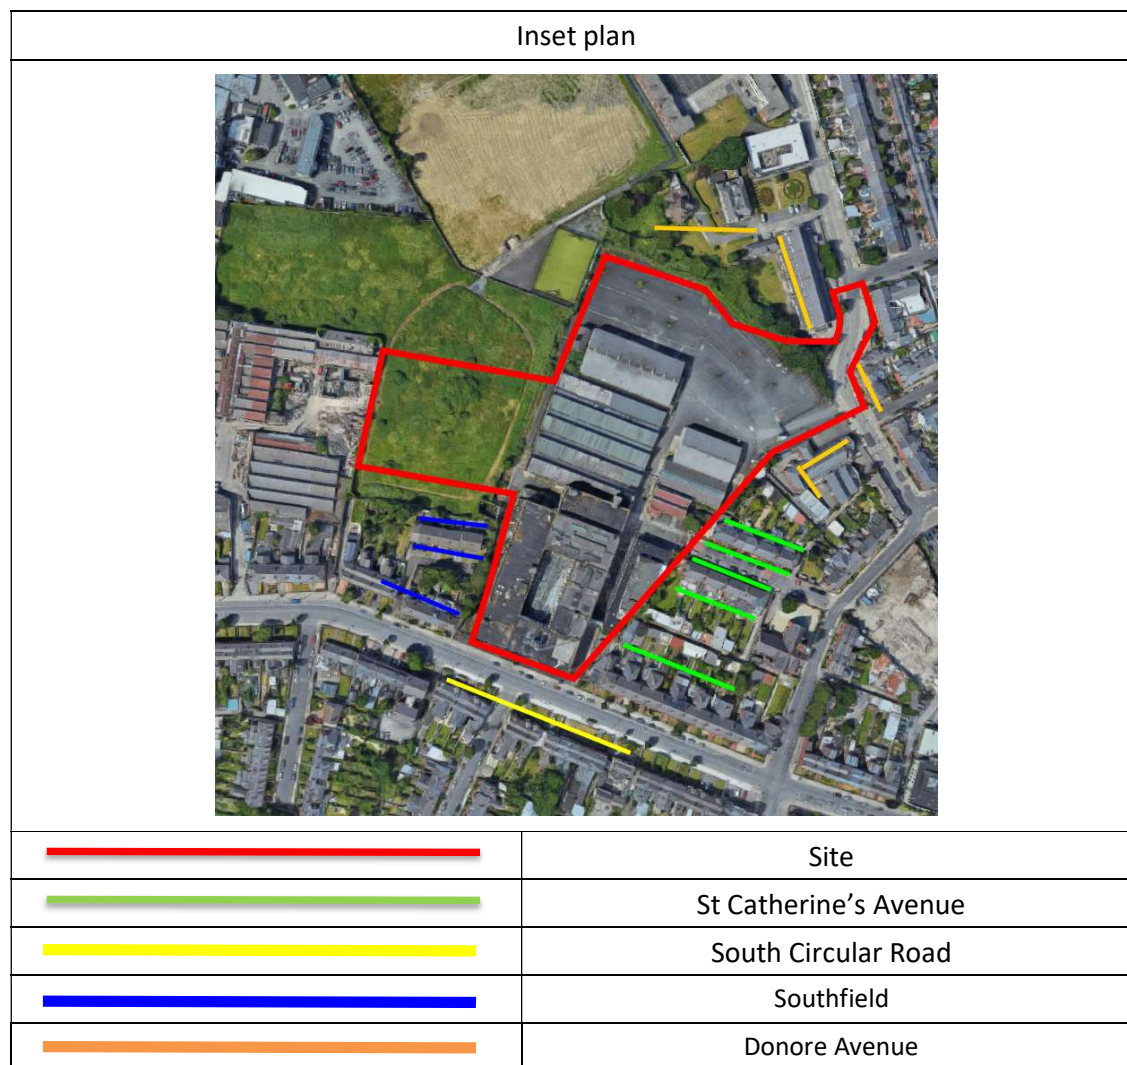 Inset plan
Site
St Catherine’s Avenue
South Circular Road
Southfield
Donore Avenue